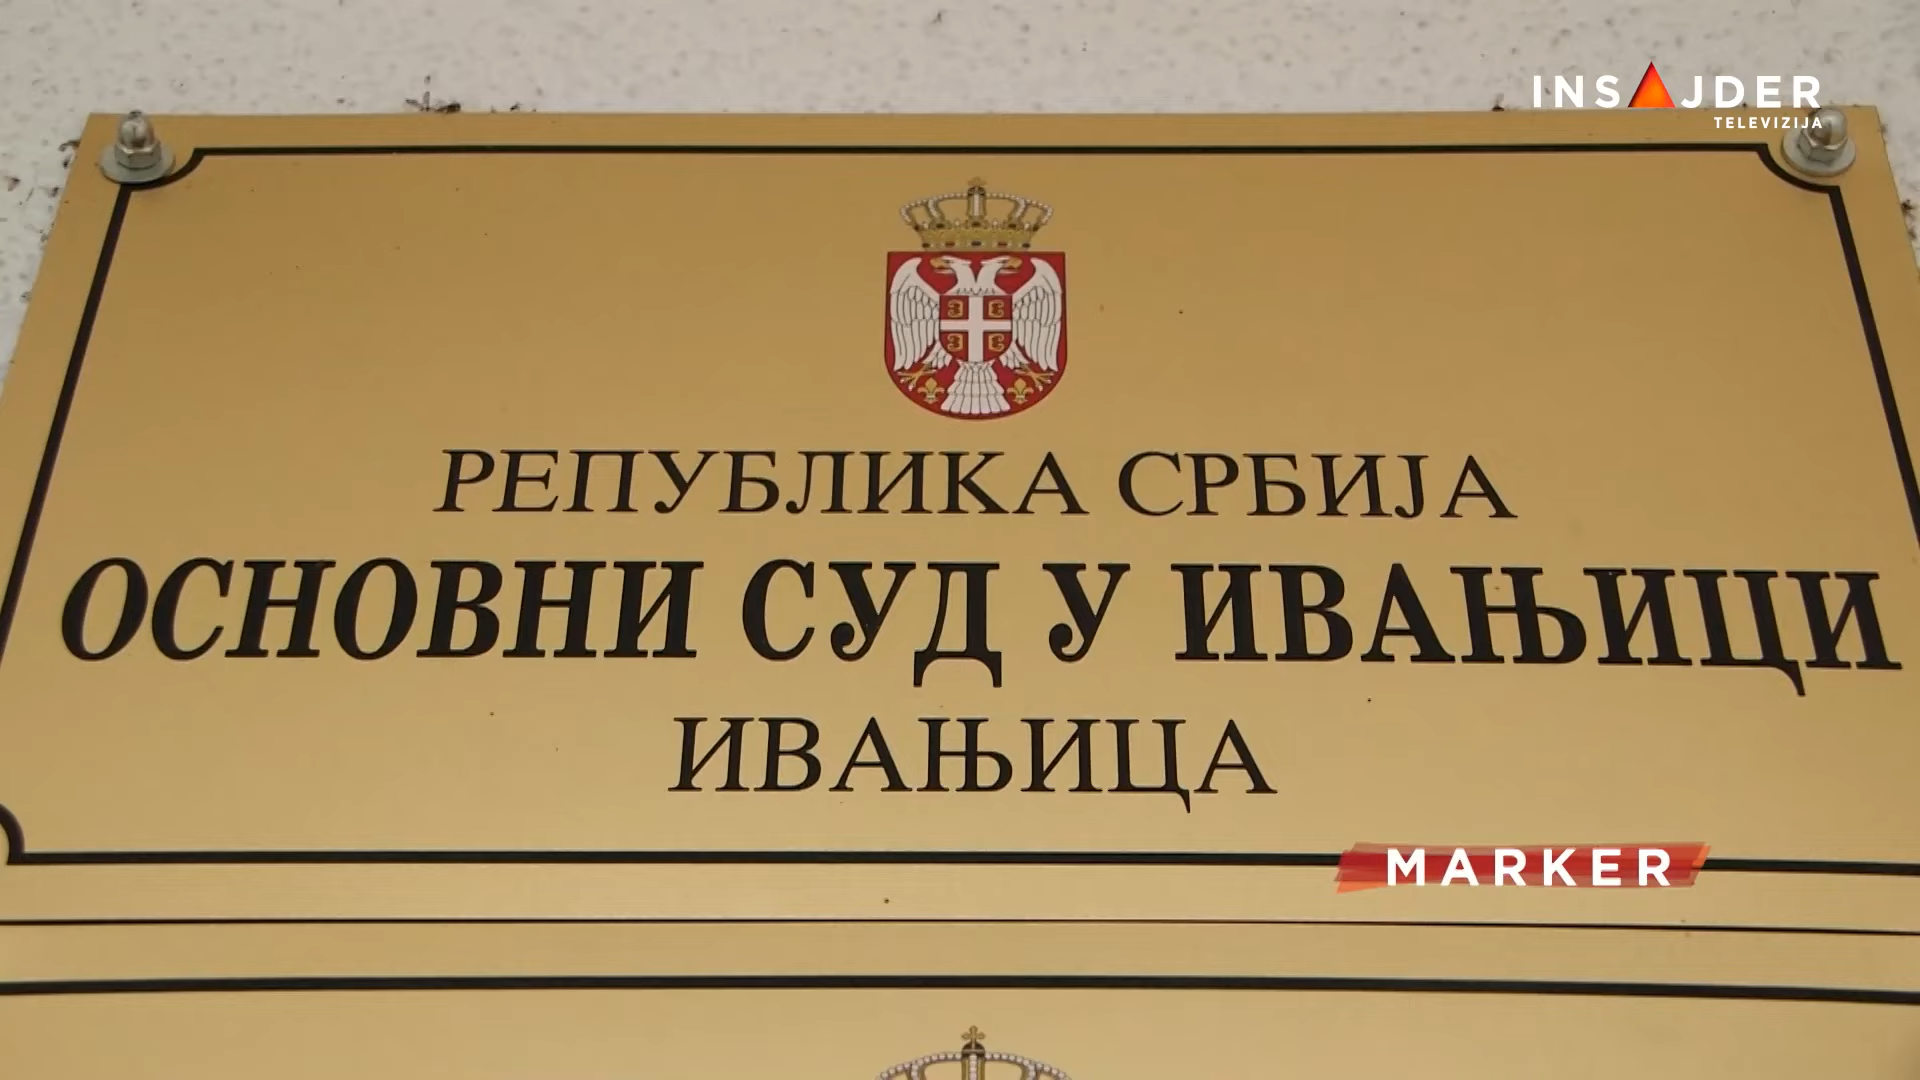 INSAJDER
TELEVIZIJA
РЕПУБЛИКА СРБИЈА
ОСНОВНИ СУД У ИВАЊИЦИ
ИВАЊИЦА
MARKER